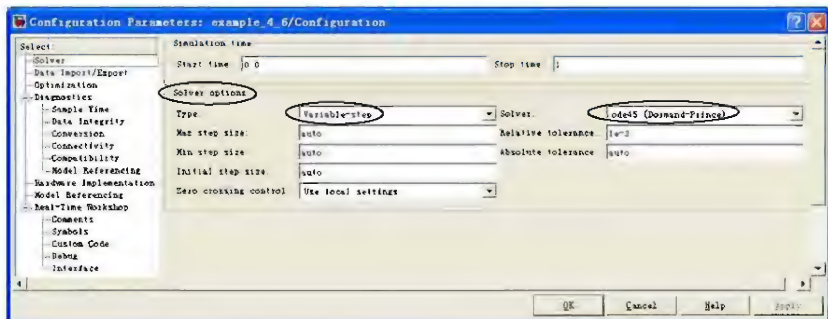 Configuration Parameters: example_4_6/Configuration
Select:
Solver
Data Import/Export
Optimization
Diagnostics
Sample Time
Data Integrity
Conversion
Connectivity
Compatibility
Model Referencing
Hardware Implementation
Model Referencing
Real-Time Workshop
Comments
Symbols
Custom Code
Debug
Interface
Simulation time
Start time: 0.0 Stop time: 1
Solver options
Type: Variable-step Solver: ode45 (Dormand-Prince)
Max step size: auto Relative tolerance: 1e-3
Min step size: auto Absolute tolerance: auto
Initial step size: auto
Zero crossing control: Use local settings
OK Cancel Help Apply